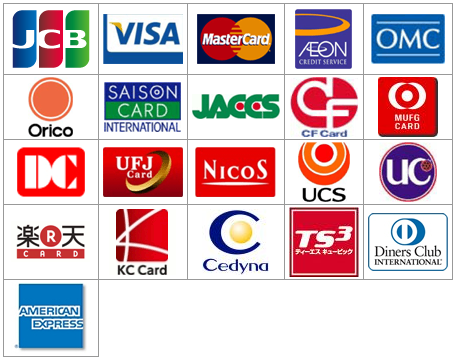 JCB
VISA
MasterCard
ÆON
CREDIT SERVICE
OMC
Orico
SAISON
CARD
INTERNATIONAL
JACCS
CF
CF Card
MUFG
CARD
DC
UFJ
Card
NICOS
UCS
UC
楽R天
CARD
KC Card
Cedyna
TS3
ティーエス キュービック
Diners Club
INTERNATIONAL
AMERICAN
EXPRESS